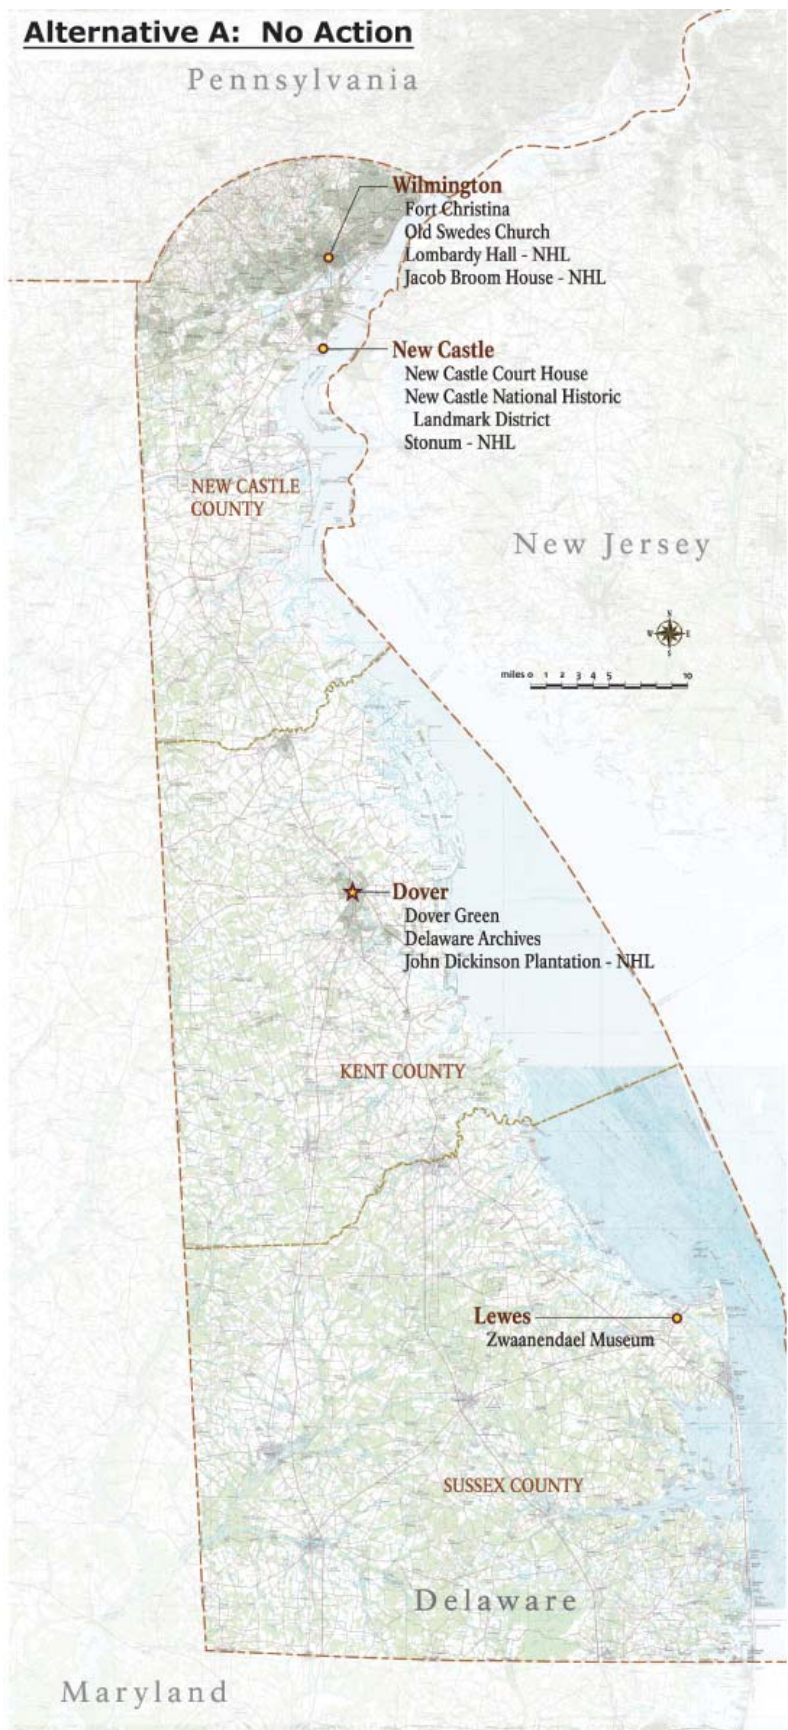 Alternative A:  No Action
Pennsylvania
Wilmington
Fort Christina
Old Swedes Church
Lombardy Hall - NHL
Jacob Broom House - NHL
New Castle
New Castle Court House
New Castle National Historic
Landmark District
Stonum - NHL
NEW CASTLE
COUNTY
New Jersey
N
W E
S
miles 0 1 2 3 4 5 10
Dover
Dover Green
Delaware Archives
John Dickinson Plantation - NHL
KENT COUNTY
Lewes
Zwaanendael Museum
SUSSEX COUNTY
Delaware
Maryland